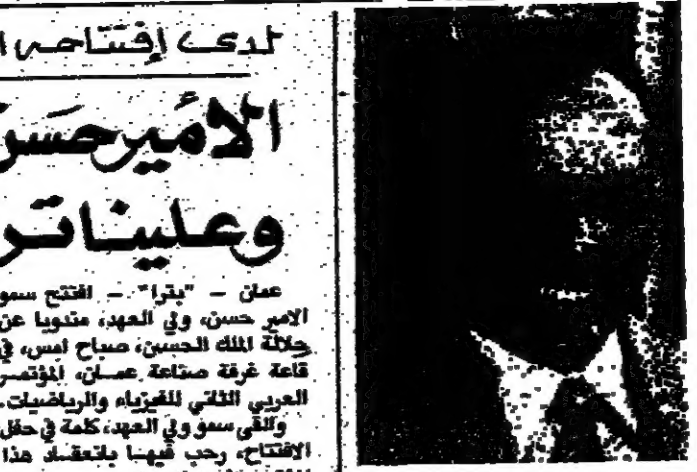 لدى إفتتاحه ا
الأمير حسن
وعلينا تر
عمان - "بترا" - افتتح سمو
الامير حسن، ولي العهد، مندوبا عن
جلالة الملك الحسين، صباح امس، في
قاعة غرفة صناعة عمان، المؤتمر
العربي الثاني للفيزياء والرياضيات.
والقى سمو ولي العهد، كلمة في حفل
الافتتاح، رحب فيها بانعقاد هذا